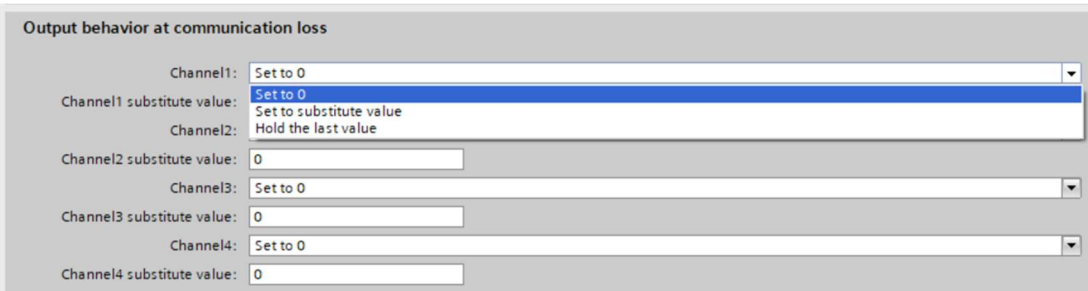 Output behavior at communication loss
Channel1: Set to 0
Set to 0
Channel1 substitute value:
Set to substitute value
Channel2:
Hold the last value
Channel2 substitute value: 0
Channel3: Set to 0
Channel3 substitute value: 0
Channel4: Set to 0
Channel4 substitute value: 0